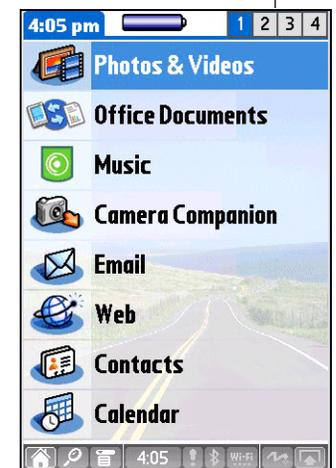 4:05 pm 1 2 3 4
Photos & Videos
Office Documents
Music
Camera Companion
Email
Web
Contacts
Calendar
4:05 Wi-Fi